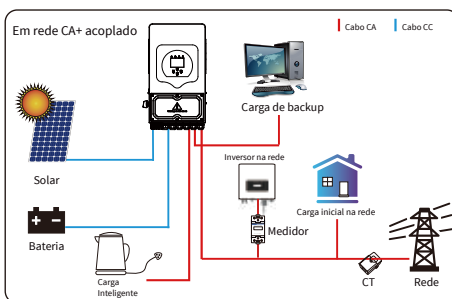 Em rede CA+ acoplado
Cabo CA
Cabo CC
Carga de backup
Inversor na rede
Solar
Carga inicial na rede
Medidor
Bateria
Carga
Inteligente
CT
Rede